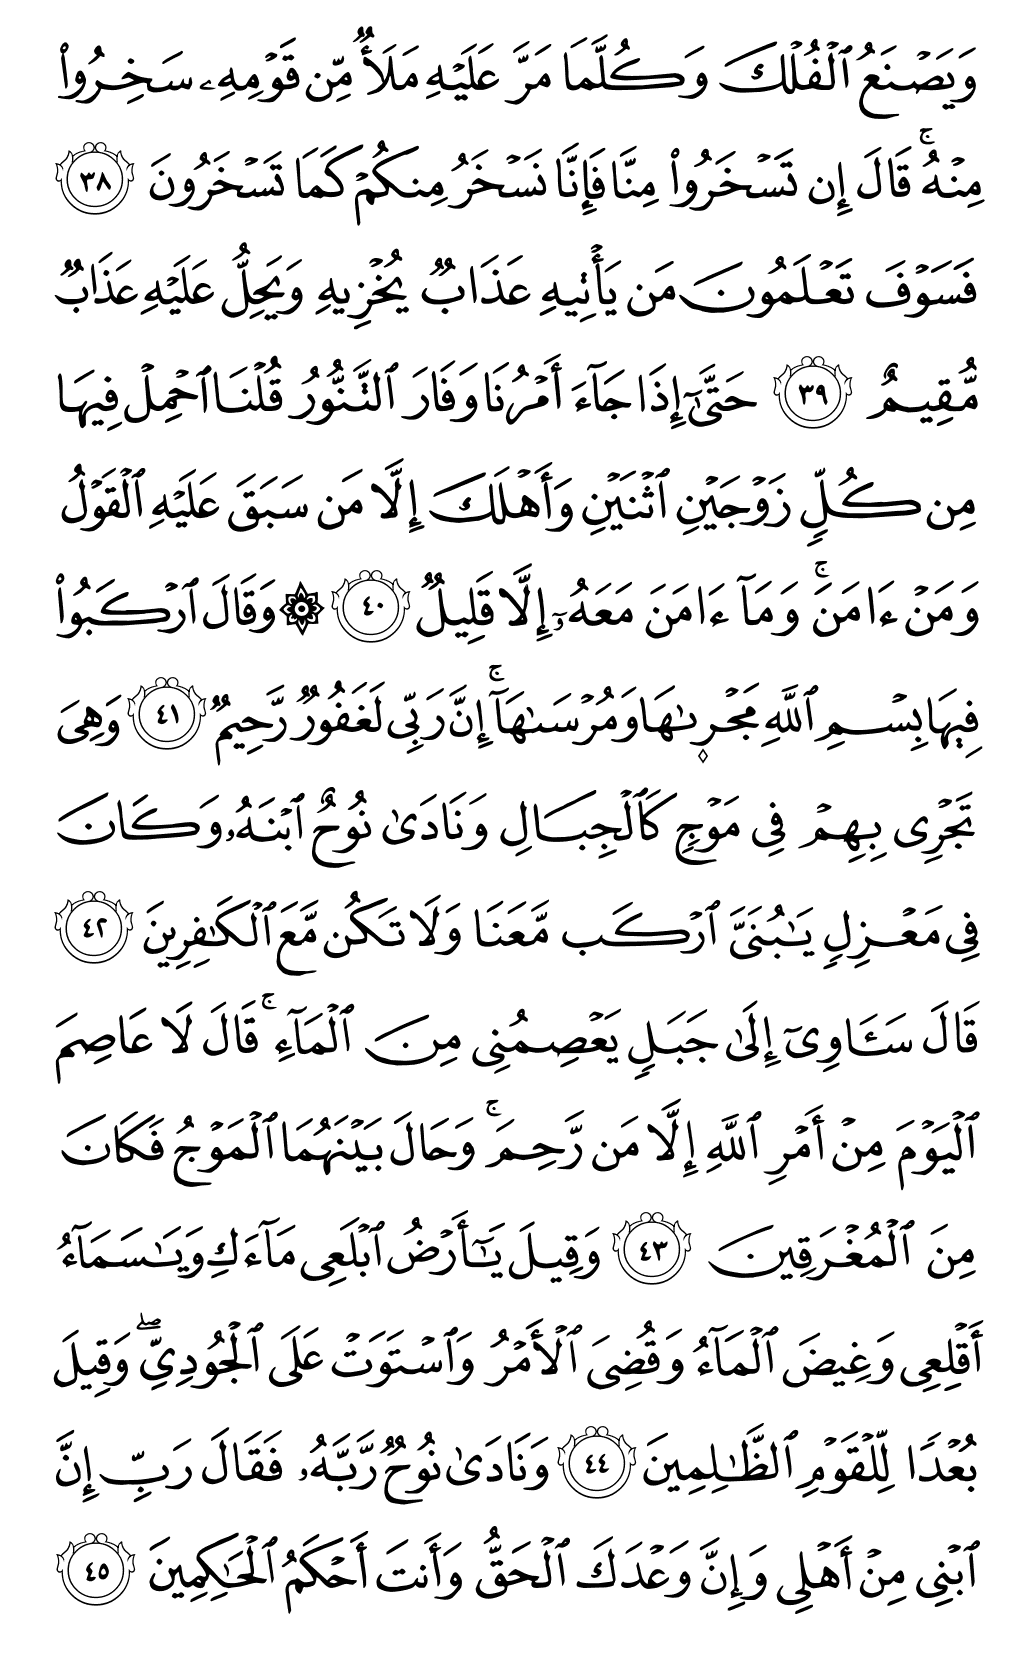 وَيَصۡنَعُ ٱلۡفُلۡكَ وَكُلَّمَا مَرَّ عَلَيۡهِ مَلَأٞ مِّن قَوۡمِهِۦ سَخِرُواْ
مِنۡهُۚ قَالَ إِن تَسۡخَرُواْ مِنَّا فَإِنَّا نَسۡخَرُ مِنكُمۡ كَمَا تَسۡخَرُونَ ٣٨
فَسَوۡفَ تَعۡلَمُونَ مَن يَأۡتِيهِ عَذَابٞ يُخۡزِيهِ وَيَحِلُّ عَلَيۡهِ عَذَابٞ
مُّقِيمٌ ٣٩ حَتَّىٰٓ إِذَا جَآءَ أَمۡرُنَا وَفَارَ ٱلتَّنُّورُ قُلۡنَا ٱحۡمِلۡ فِيهَا
مِن كُلّٖ زَوۡجَيۡنِ ٱثۡنَيۡنِ وَأَهۡلَكَ إِلَّا مَن سَبَقَ عَلَيۡهِ ٱلۡقَوۡلُ
وَمَنۡ ءَامَنَۚ وَمَآ ءَامَنَ مَعَهُۥٓ إِلَّا قَلِيلٞ ٤٠ ۞ وَقَالَ ٱرۡكَبُواْ
فِيهَا بِسۡمِ ٱللَّهِ مَجۡر۪ىٰهَا وَمُرۡسَىٰهَآۚ إِنَّ رَبِّي لَغَفُورٞ رَّحِيمٞ ٤١ وَهِيَ
تَجۡرِي بِهِمۡ فِي مَوۡجٖ كَٱلۡجِبَالِ وَنَادَىٰ نُوحٌ ٱبۡنَهُۥ وَكَانَ
فِي مَعۡزِلٖ يَٰبُنَيَّ ٱرۡكَب مَّعَنَا وَلَا تَكُن مَّعَ ٱلۡكَٰفِرِينَ ٤٢
قَالَ سَـَٔاوِيٓ إِلَىٰ جَبَلٖ يَعۡصِمُنِي مِنَ ٱلۡمَآءِۚ قَالَ لَا عَاصِمَ
ٱلۡيَوۡمَ مِنۡ أَمۡرِ ٱللَّهِ إِلَّا مَن رَّحِمَۚ وَحَالَ بَيۡنَهُمَا ٱلۡمَوۡجُ فَكَانَ
مِنَ ٱلۡمُغۡرَقِينَ ٤٣ وَقِيلَ يَٰٓأَرۡضُ ٱبۡلَعِي مَآءَكِ وَيَٰسَمَآءُ
أَقۡلِعِي وَغِيضَ ٱلۡمَآءُ وَقُضِيَ ٱلۡأَمۡرُ وَٱسۡتَوَتۡ عَلَى ٱلۡجُودِيِّۖ وَقِيلَ
بُعۡدٗا لِّلۡقَوۡمِ ٱلظَّٰلِمِينَ ٤٤ وَنَادَىٰ نُوحٞ رَّبَّهُۥ فَقَالَ رَبِّ إِنَّ
ٱبۡنِي مِنۡ أَهۡلِي وَإِنَّ وَعۡدَكَ ٱلۡحَقُّ وَأَنتَ أَحۡكَمُ ٱلۡحَٰكِمِينَ ٤٥